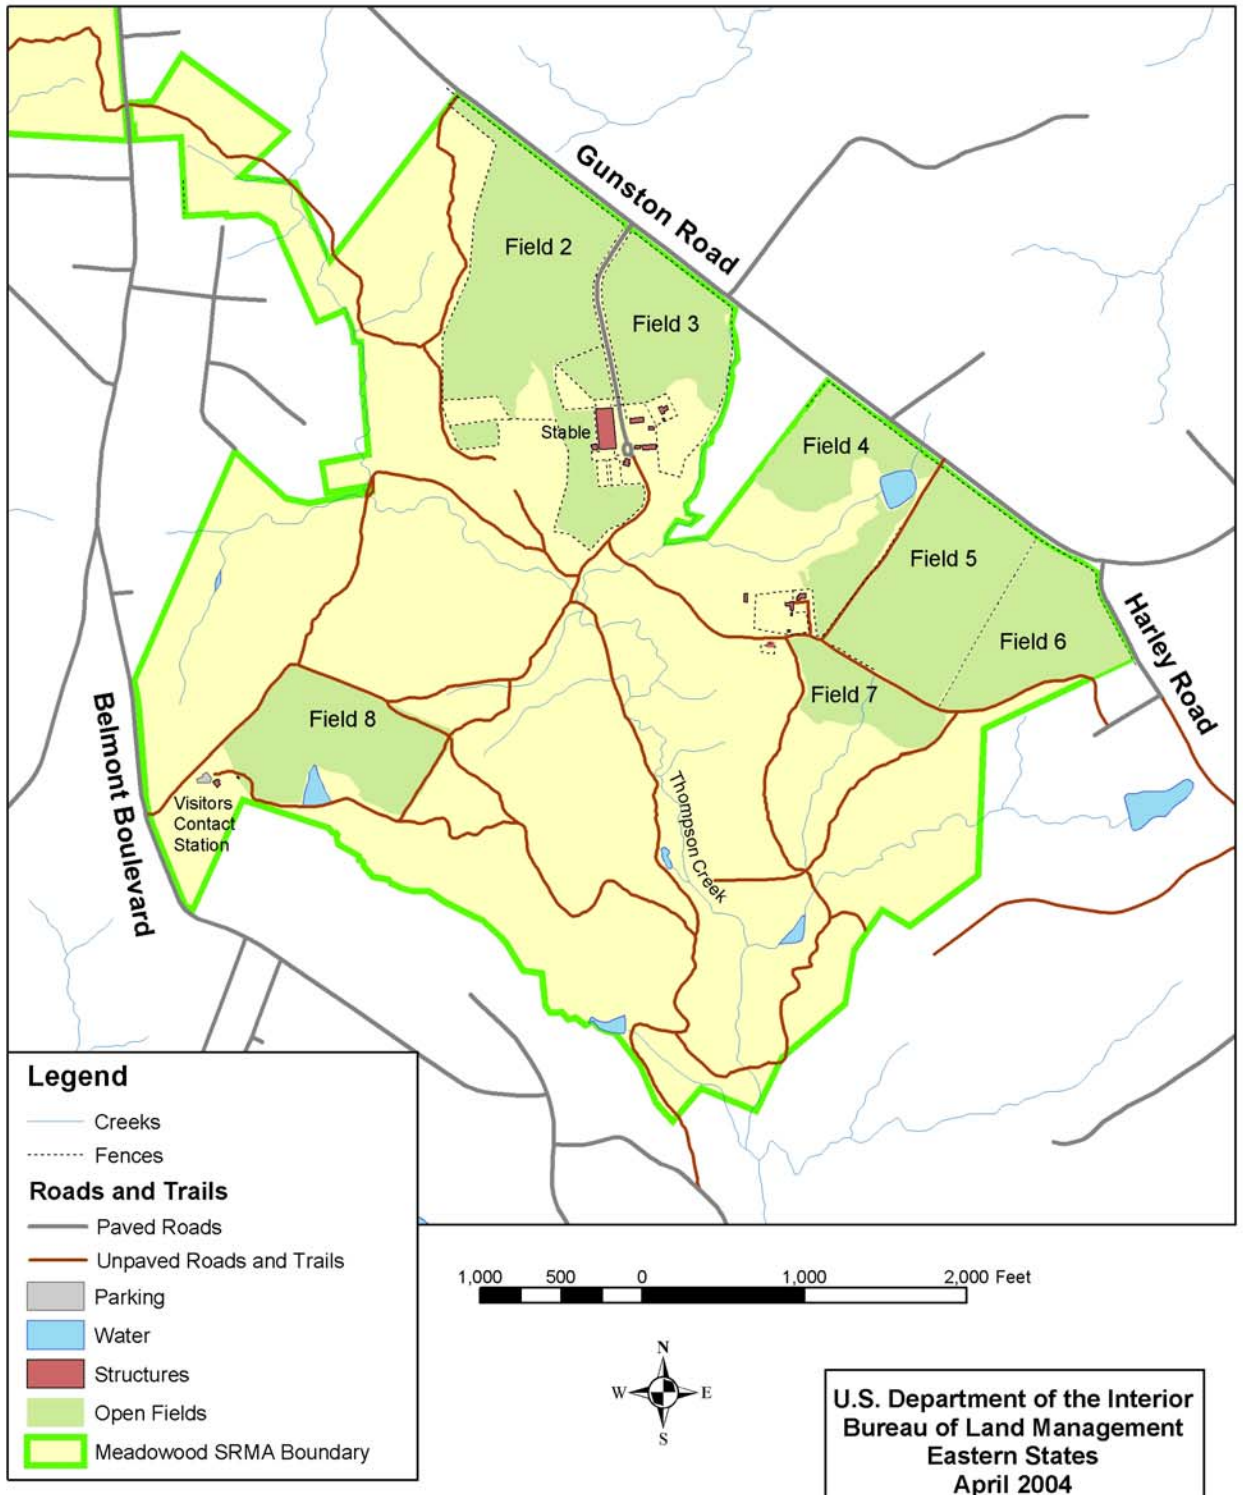 Gunston Road
Field 2
Field 3
Stable
Field 4
Field 5
Harley Road
Field 6
Field 7
Belmont Boulevard
Field 8
Thompson Creek
Visitors
Contact
Station
Legend
Creeks
Fences
Roads and Trails
Paved Roads
Unpaved Roads and Trails
Parking
Water
Structures
Open Fields
Meadowood SRMA Boundary
1,000 500 0 1,000 2,000 Feet
N
W E
S
U.S. Department of the Interior
Bureau of Land Management
Eastern States
April 2004